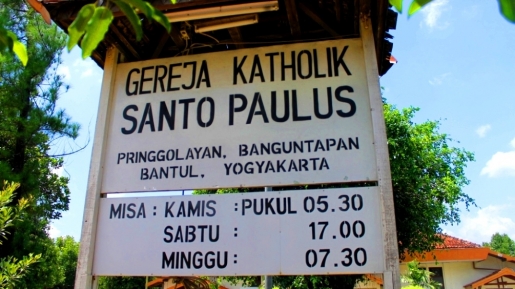 GEREJA KATHOLIK
SANTO PAULUS
PRINGGOLAYAN, BANGUNTAPAN
BANTUL, YOGYAKARTA
MISA : KAMIS : PUKUL 05.30
SABTU : 17.00
MINGGU : 07.30